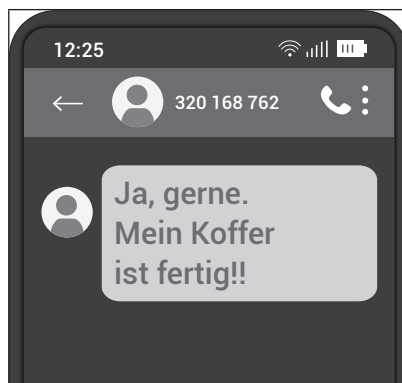 12:25
320 168 762
Ja, gerne.
Mein Koffer
ist fertig!!